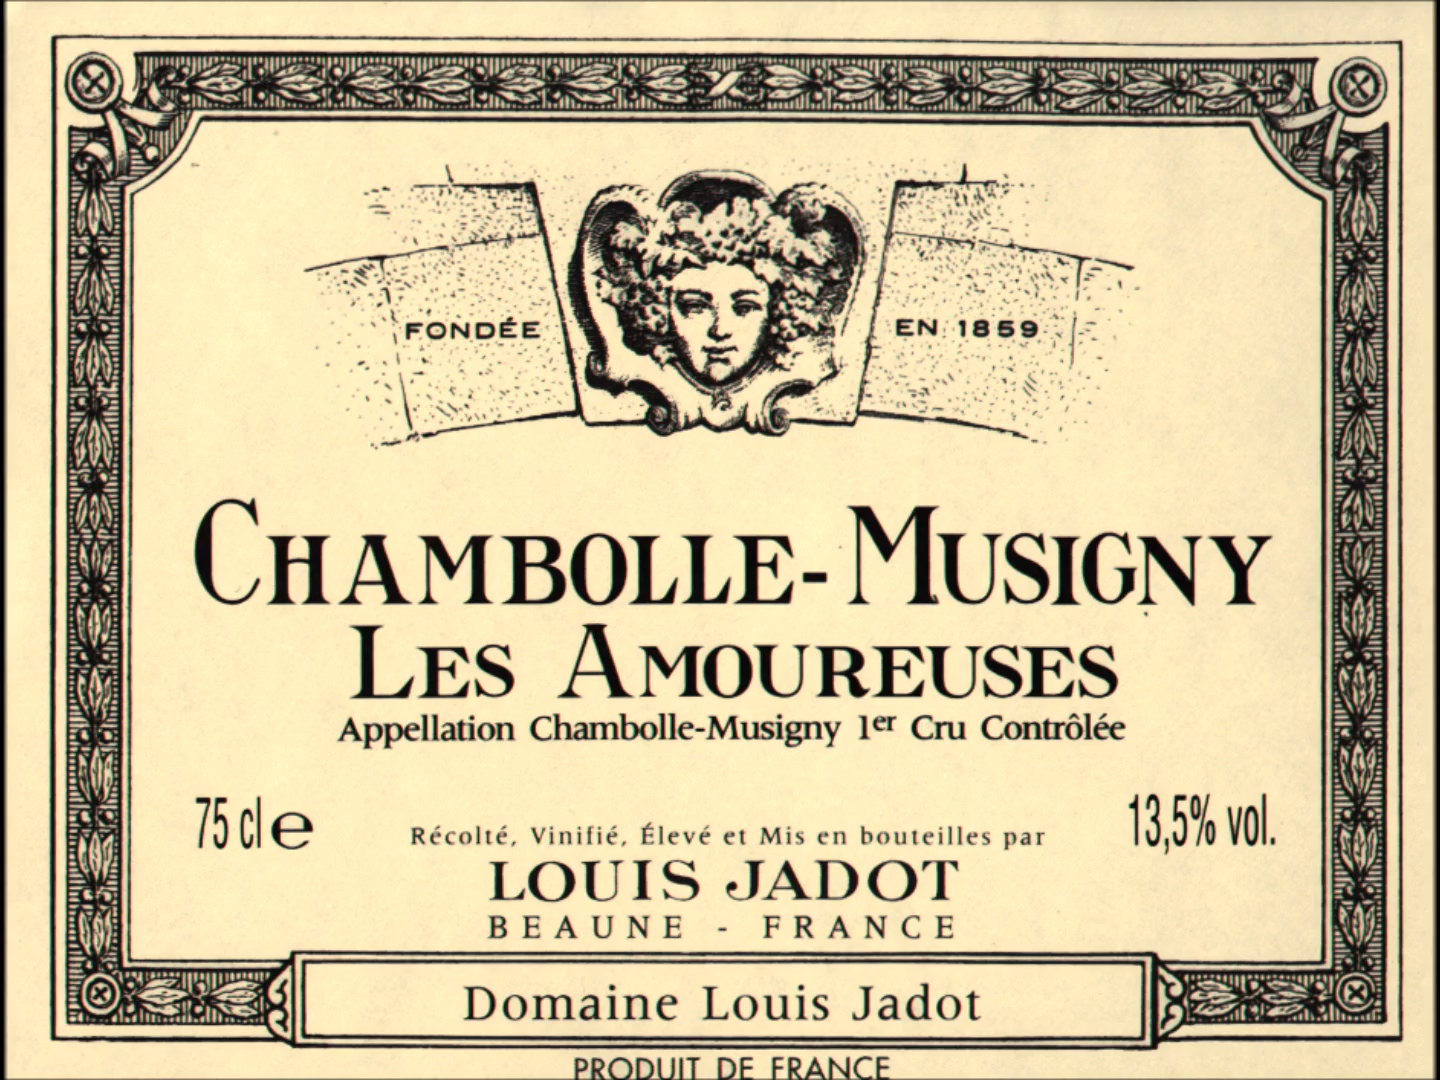 FONDÉE EN 1859
CHAMBOLLE-MUSIGNY
LES AMOUREUSES
Appellation Chambolle-Musigny 1er Cru Contrôlée
75 cl e
13,5% vol.
Récolté, Vinifié, Élevé et Mis en bouteilles par
LOUIS JADOT
BEAUNE - FRANCE
Domaine Louis Jadot
PRODUIT DE FRANCE